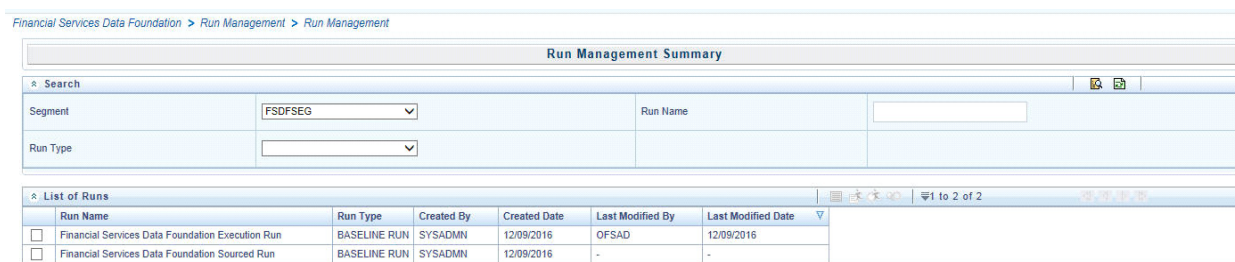 Financial Services Data Foundation > Run Management > Run Management
Run Management Summary
Search
Segment FSDFSEG Run Name
Run Type
List of Runs 1 to 2 of 2
Run Name Run Type Created By Created Date Last Modified By Last Modified Date
Financial Services Data Foundation Execution Run BASELINE RUN SYSADMN 12/09/2016 OFSAD 12/09/2016
Financial Services Data Foundation Sourced Run BASELINE RUN SYSADMN 12/09/2016 - -